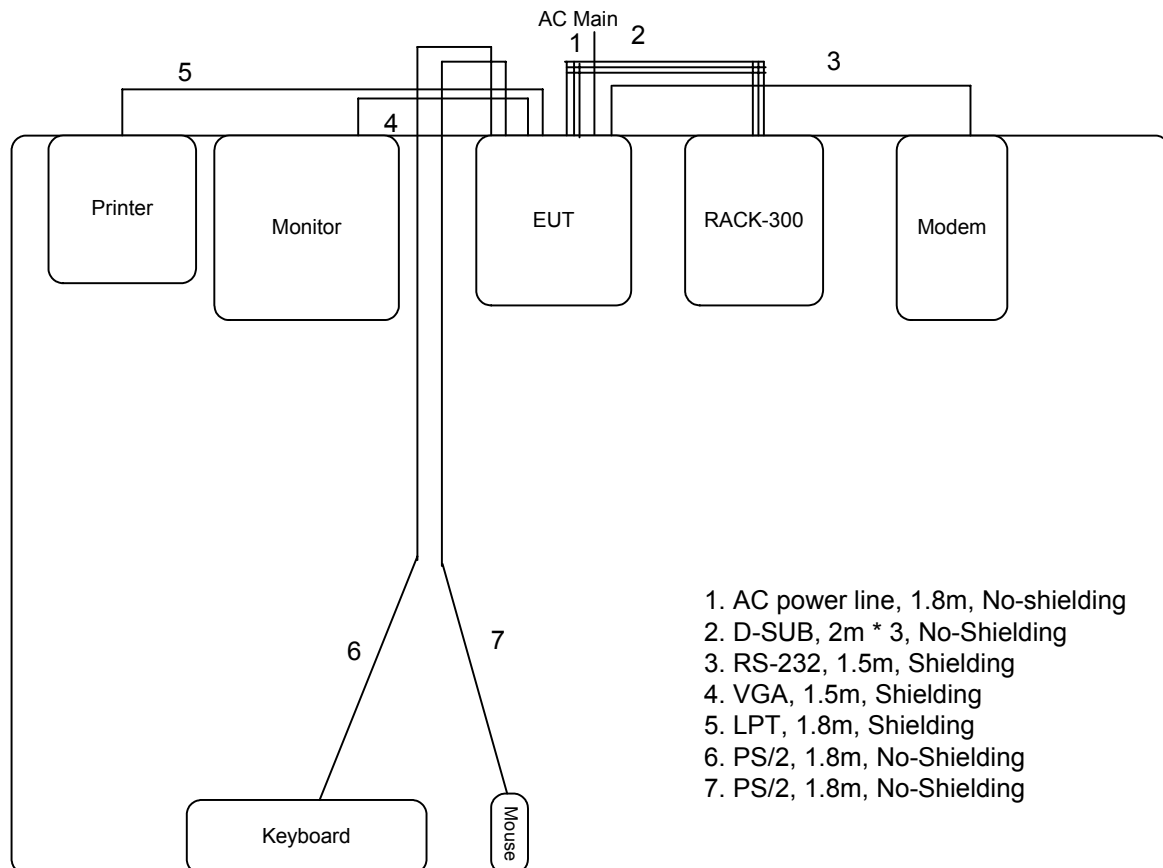 AC Main
1
2
3
5
4
Printer
Monitor
EUT
RACK-300
Modem
6
7
Keyboard
Mouse
1. AC power line, 1.8m, No-shielding
2. D-SUB, 2m * 3, No-Shielding
3. RS-232, 1.5m, Shielding
4. VGA, 1.5m, Shielding
5. LPT, 1.8m, Shielding
6. PS/2, 1.8m, No-Shielding
7. PS/2, 1.8m, No-Shielding